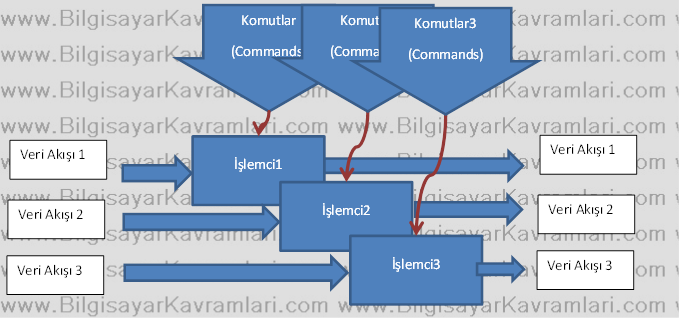 Komutlar
(Commands
Komut
(Comma
Komutlar3
(Commands)
Veri Akışı 1
İşlemci1
Veri Akışı 1
Veri Akışı 2
İşlemci2
Veri Akışı 2
Veri Akışı 3
İşlemci3
Veri Akışı 3
www.BilgisayarKavramlari.com